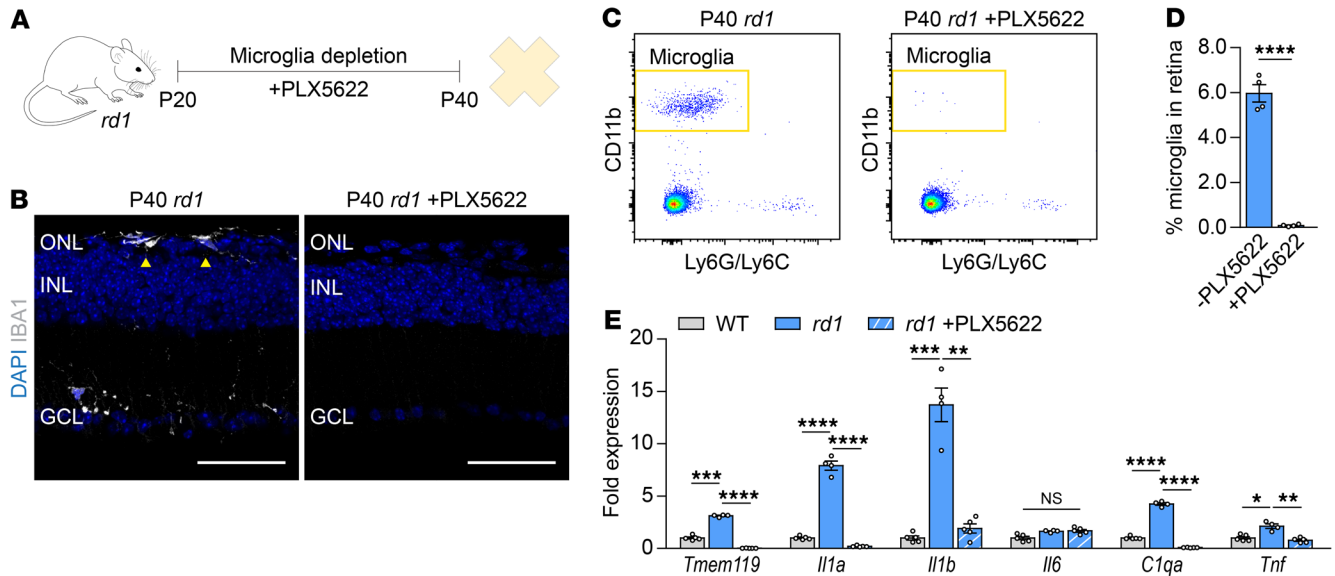 A
Microglia depletion
+PLX5622
P20
P40
rd1
B
P40 rd1
P40 rd1 +PLX5622
ONL
INL
GCL
ONL
INL
GCL
DAPI IBA1
C
P40 rd1
P40 rd1 +PLX5622
Microglia
Microglia
CD11b
CD11b
Ly6G/Ly6C
Ly6G/Ly6C
D
% microglia in retina
8.0
6.0
4.0
2.0
0.0
****
-PLX5622
+PLX5622
E
WT
rd1
rd1 +PLX5622
Fold expression
20
15
10
5
0
*** ****
**** ****
*** **
NS
**** ****
* **
Tmem119 Il1a Il1b Il6 C1qa Tnf